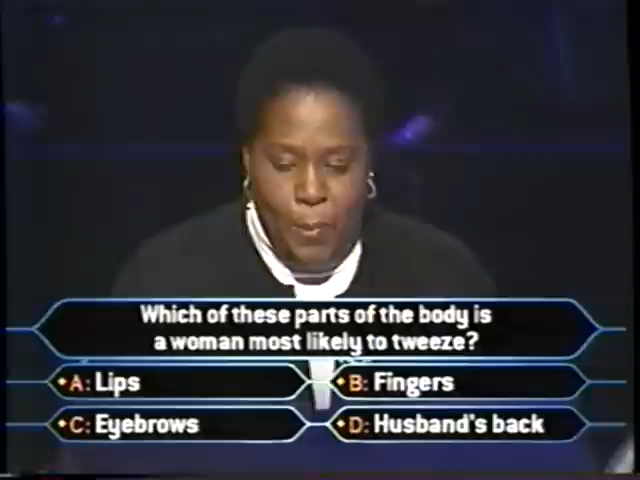 Which of these parts of the body is
a woman most likely to tweeze?
A: Lips
B: Fingers
C: Eyebrows
D: Husband's back